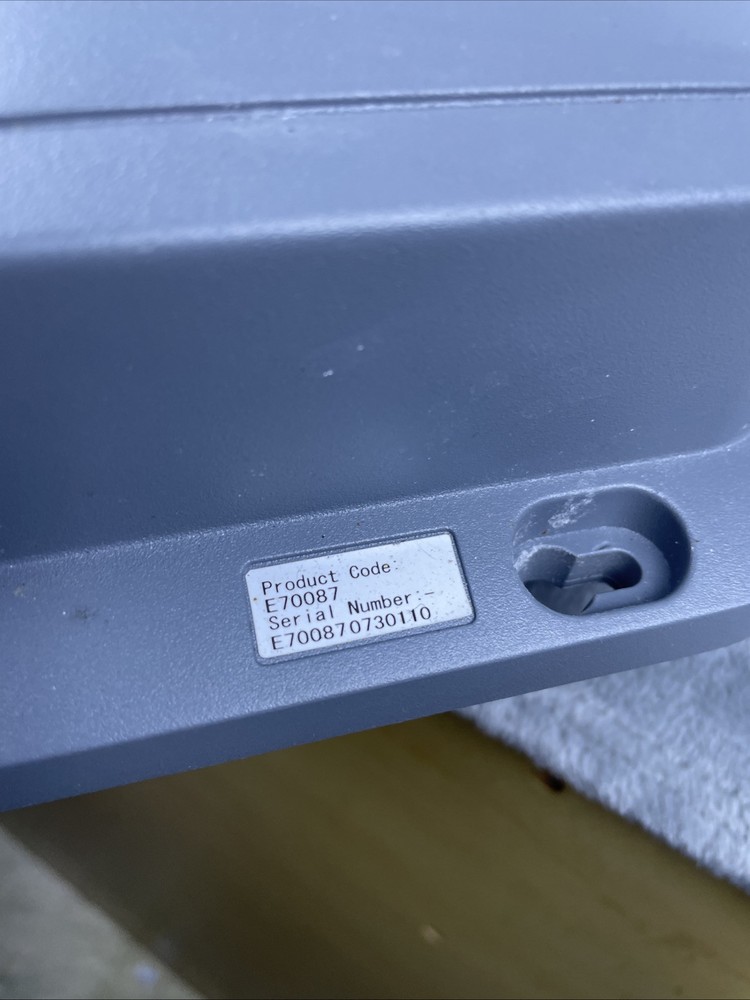 Product Code:
E70087
Serial Number:-
E700870730110